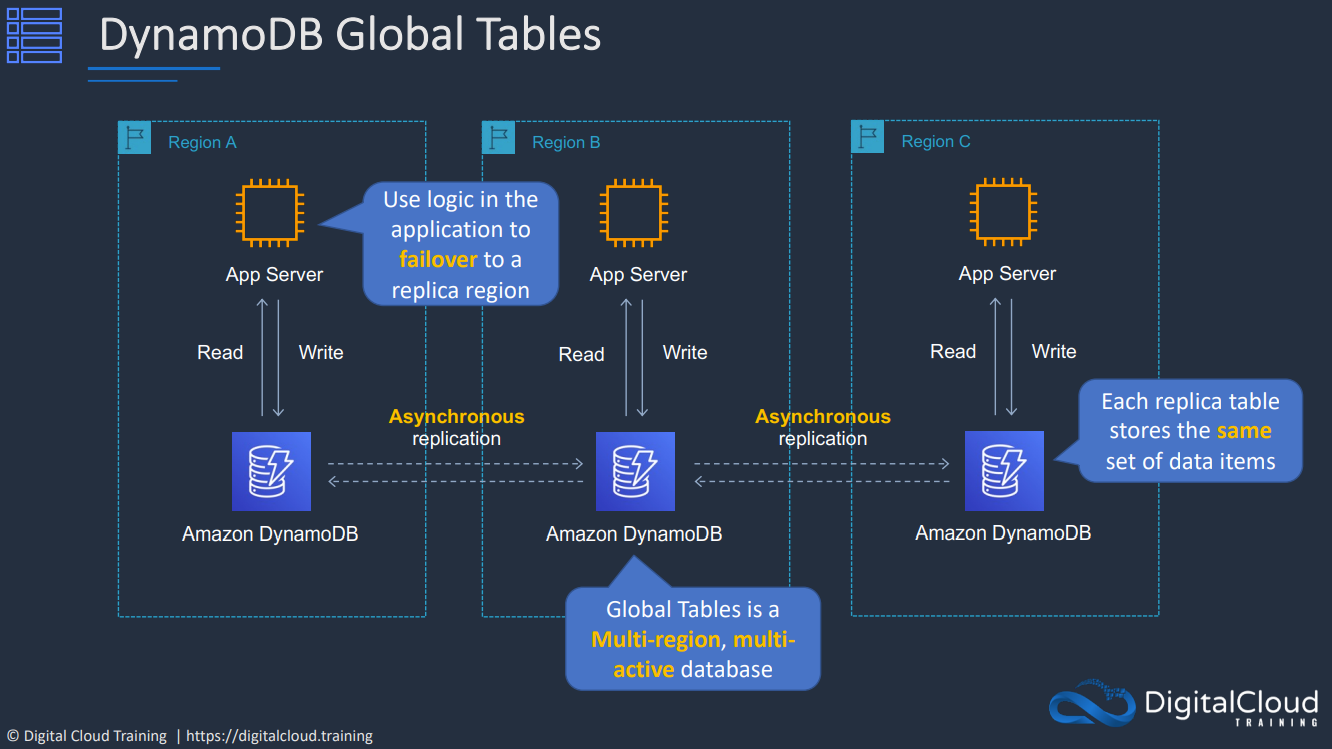 DynamoDB Global Tables
Region A
Region B
Region C
Use logic in the
application to
failover to a
replica region
App Server
App Server
App Server
Read
Write
Read
Write
Read
Write
Asynchronous
replication
Asynchronous
replication
Each replica table
stores the same
set of data items
Amazon DynamoDB
Amazon DynamoDB
Amazon DynamoDB
Global Tables is a
Multi-region, multi-
active database
DigitalCloud
TRAINING
© Digital Cloud Training | https://digitalcloud.training